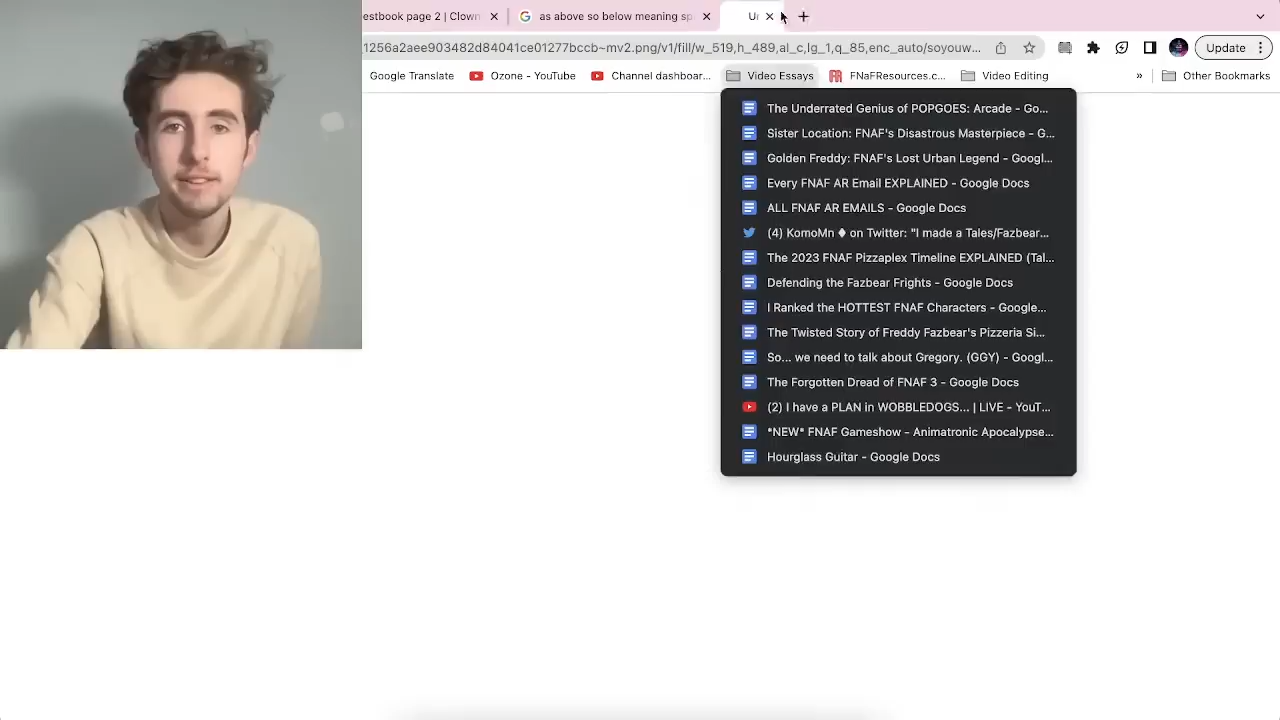 estbook page 2 | Clown
as above so below meaning sp
Ur
1256a2aee903482d84041ce01277bccb~mv2.png/v1/fill/w_519,h_489,al_c,lg_1,q_85,enc_auto/soyouw...
Update
Google Translate
Ozone - YouTube
Channel dashboar...
Video Essays
FNaFResources.c...
Video Editing
»
Other Bookmarks
The Underrated Genius of POPGOES: Arcade - Go...
Sister Location: FNAF's Disastrous Masterpiece - G...
Golden Freddy: FNAF's Lost Urban Legend - Googl...
Every FNAF AR Email EXPLAINED - Google Docs
ALL FNAF AR EMAILS - Google Docs
(4) KomoMn ♦ on Twitter: "I made a Tales/Fazbear...
The 2023 FNAF Pizzaplex Timeline EXPLAINED (Tal...
Defending the Fazbear Frights - Google Docs
I Ranked the HOTTEST FNAF Characters - Google...
The Twisted Story of Freddy Fazbear's Pizzeria Si...
So... we need to talk about Gregory. (GGY) - Googl...
The Forgotten Dread of FNAF 3 - Google Docs
(2) I have a PLAN in WOBBLEDOGS... | LIVE - YouT...
*NEW* FNAF Gameshow - Animatronic Apocalypse...
Hourglass Guitar - Google Docs